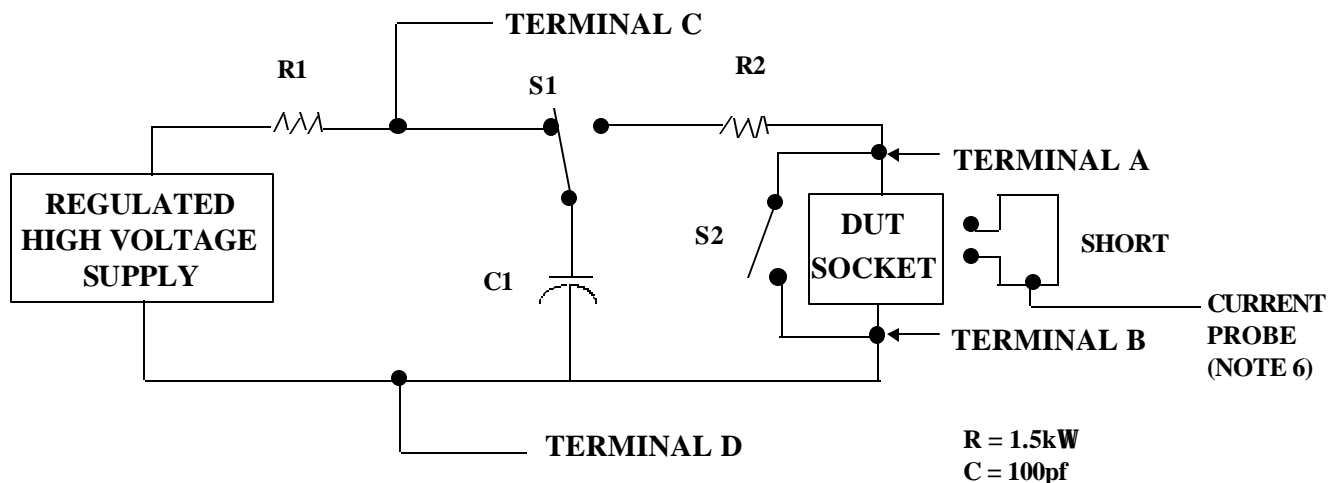 TERMINAL C
R1
S1
R2
TERMINAL A
REGULATED
HIGH VOLTAGE
SUPPLY
S2
DUT
SOCKET
SHORT
C1
TERMINAL B
CURRENT
PROBE
(NOTE 6)
TERMINAL D
R = 1.5kW
C = 100pf